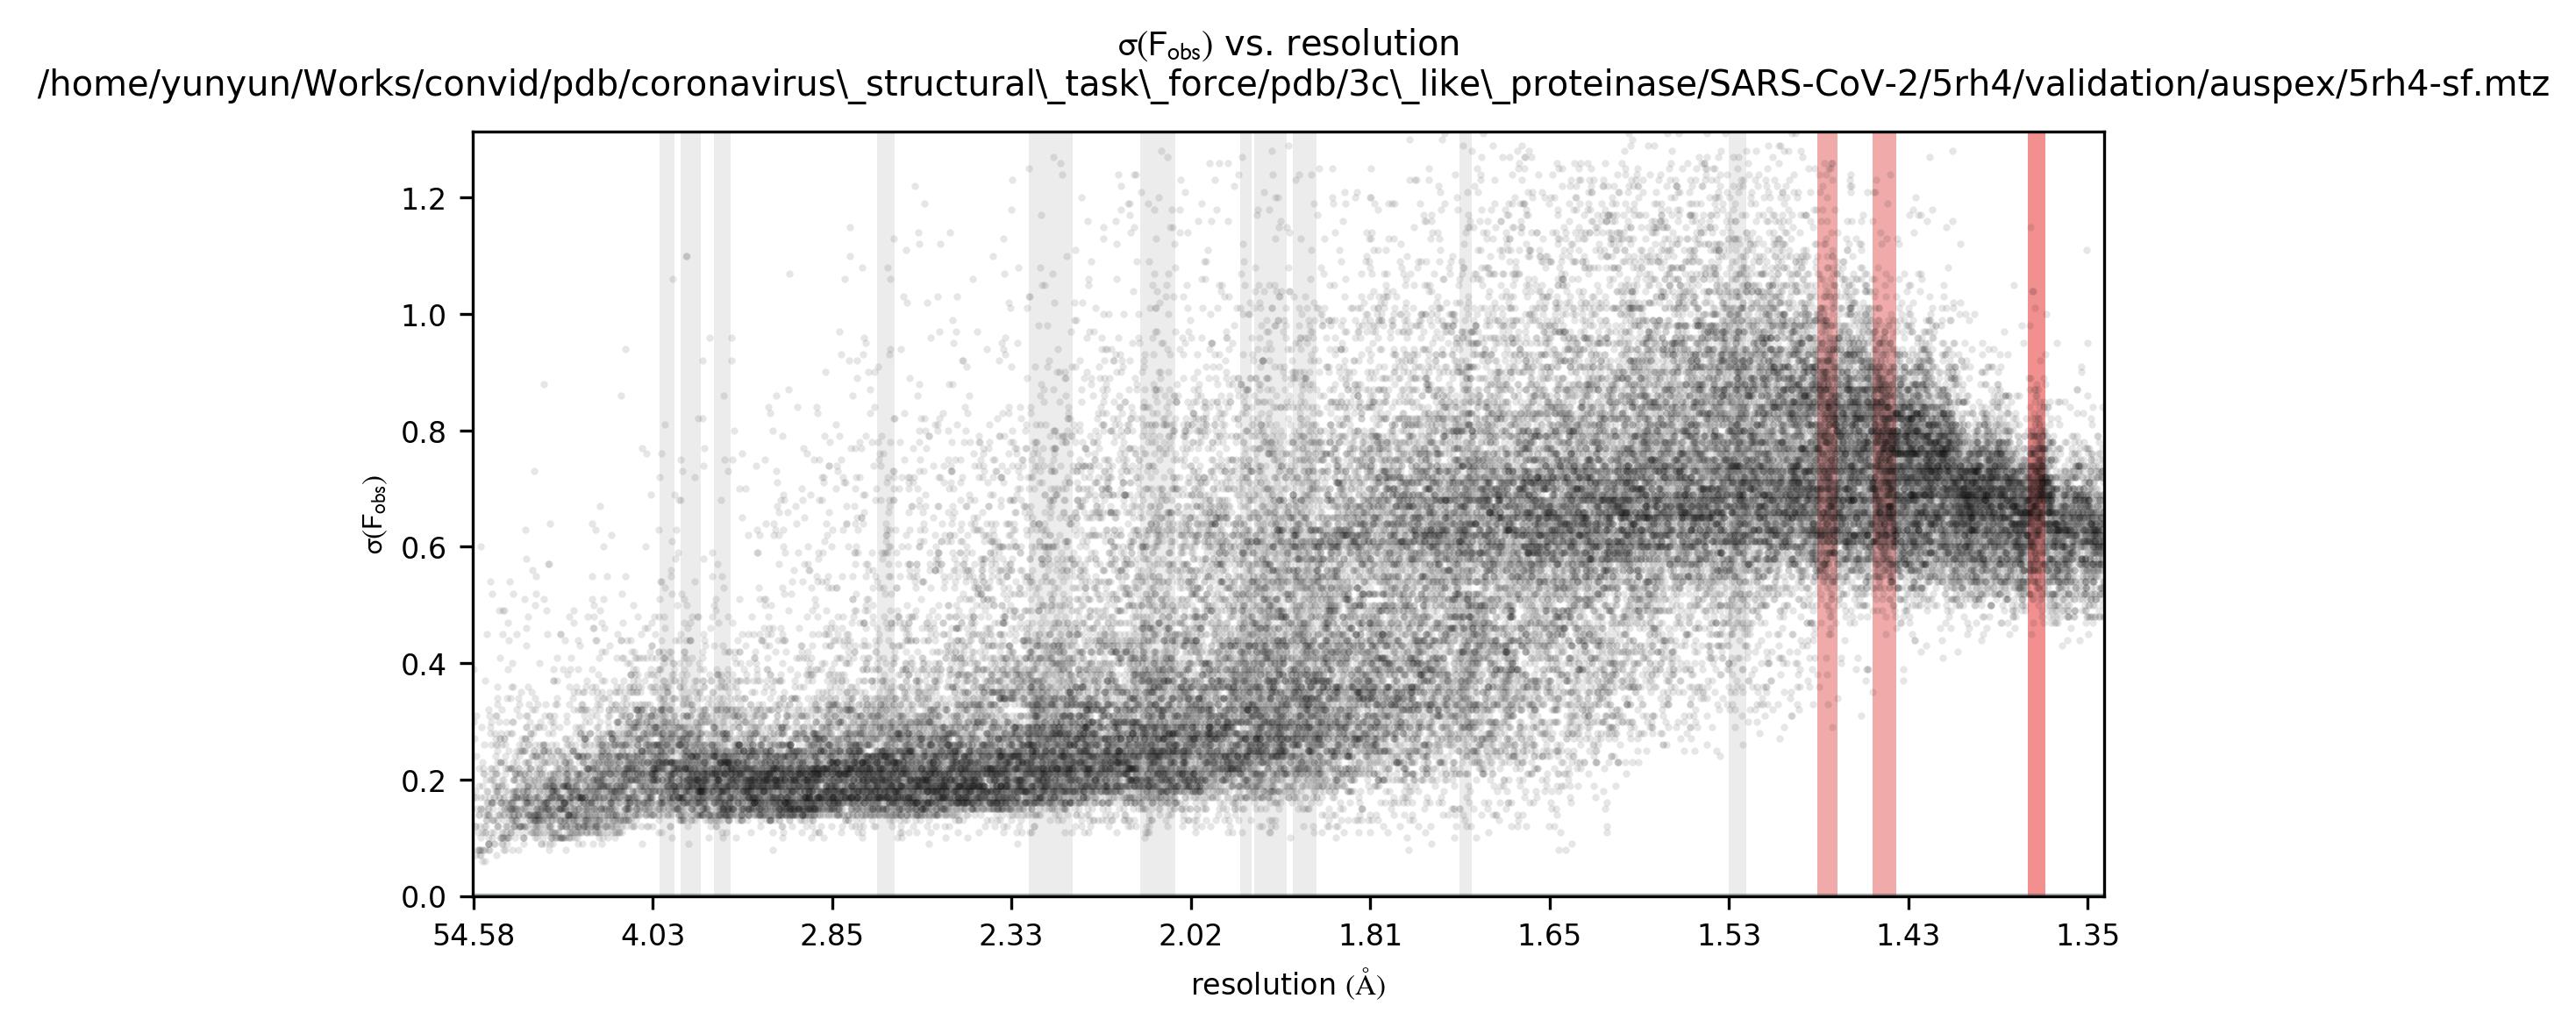 σ(Fobs) vs. resolution
/home/yunyun/Works/convid/pdb/coronavirus\_structural\_task\_force/pdb/3c\_like\_proteinase/SARS-CoV-2/5rh4/validation/auspex/5rh4-sf.mtz
σ(Fobs)
1.2
1.0
0.8
0.6
0.4
0.2
0.0
54.58 4.03 2.85 2.33 2.02 1.81 1.65 1.53 1.43 1.35
resolution (Å)